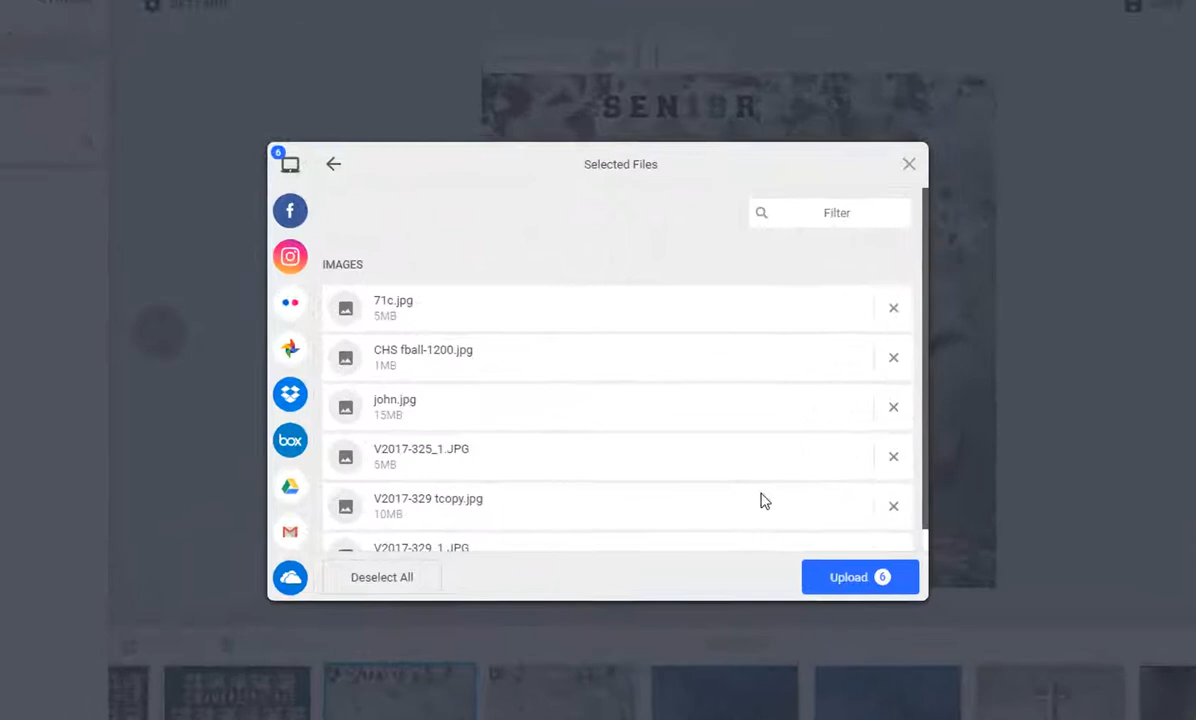 SENIOR
6
Selected Files
f
Filter
IMAGES
71c.jpg
5MB
CHS fball-1200.jpg
1MB
john.jpg
15MB
box
V2017-325_1.JPG
5MB
V2017-329 tcopy.jpg
10MB
V2017-329_1.JPG
Deselect All
Upload 6